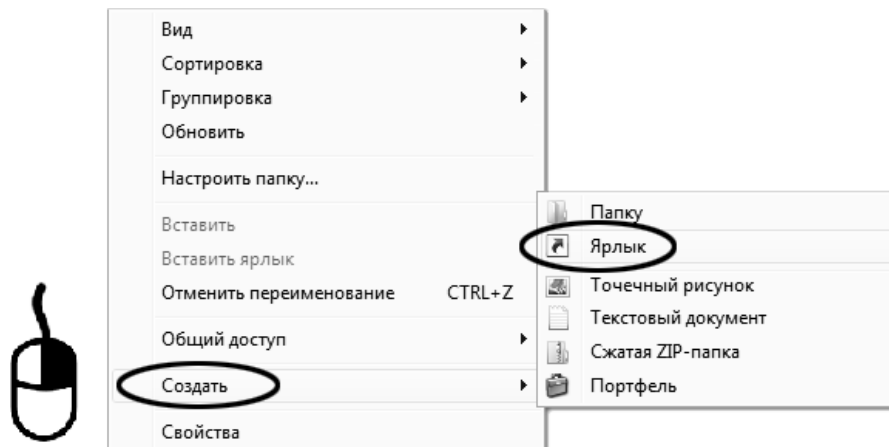 Вид
Сортировка
Группировка
Обновить
Настроить папку...
Вставить
Вставить ярлык
Отменить переименование CTRL+Z
Общий доступ
Создать
Свойства
Папку
Ярлык
Точечный рисунок
Текстовый документ
Сжатая ZIP-папка
Портфель